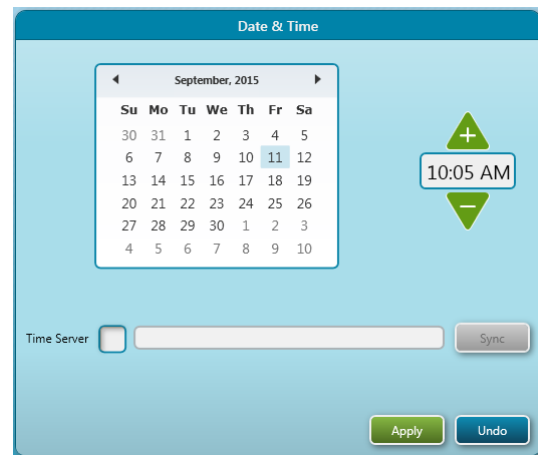 Date & Time
September, 2015
Su Mo Tu We Th Fr Sa
30 31 1 2 3 4 5
6 7 8 9 10 11 12
13 14 15 16 17 18 19
20 21 22 23 24 25 26
27 28 29 30 1 2 3
4 5 6 7 8 9 10
+
10:05 AM
−
Time Server
Sync
Apply Undo